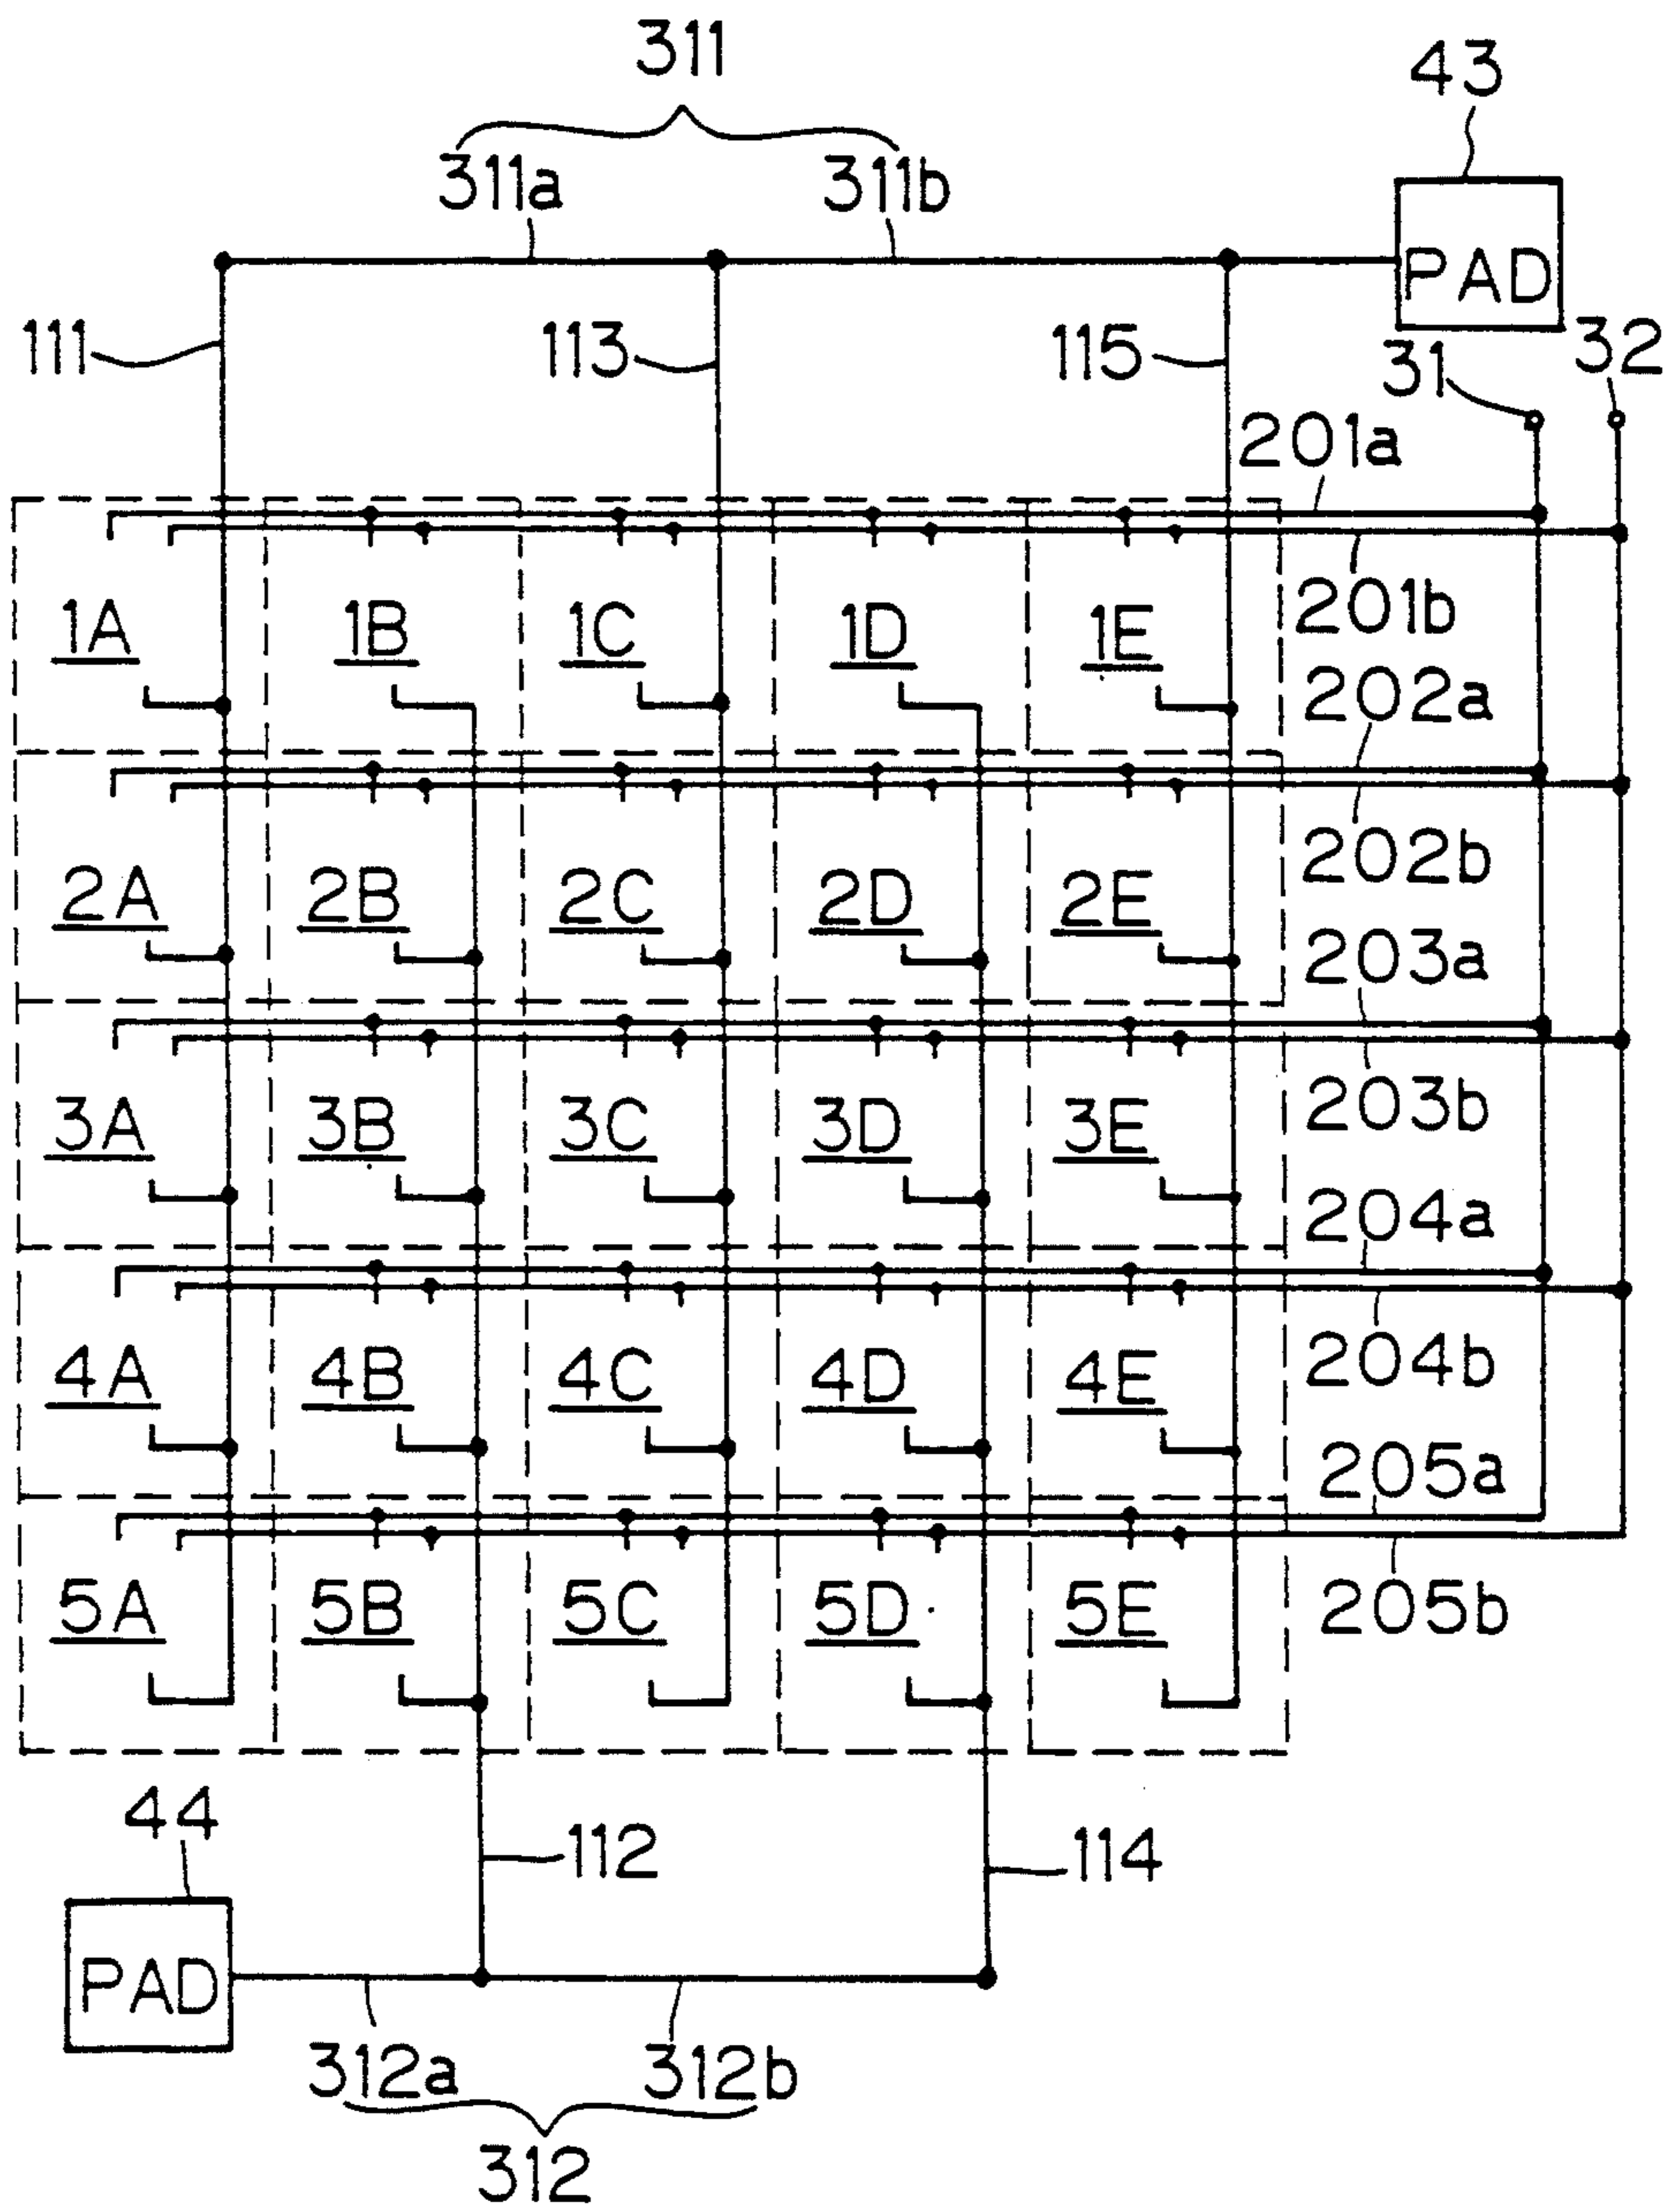 311
43
311a 311b
PAD
111 113 115 31 32
201a
1A 1B 1C 1D 1E 201b
202a
2A 2B 2C 2D 2E 202b
203a
3A 3B 3C 3D 3E 203b
204a
4A 4B 4C 4D 4E 204b
205a
5A 5B 5C 5D 5E 205b
44 112 114
PAD
312a 312b
312